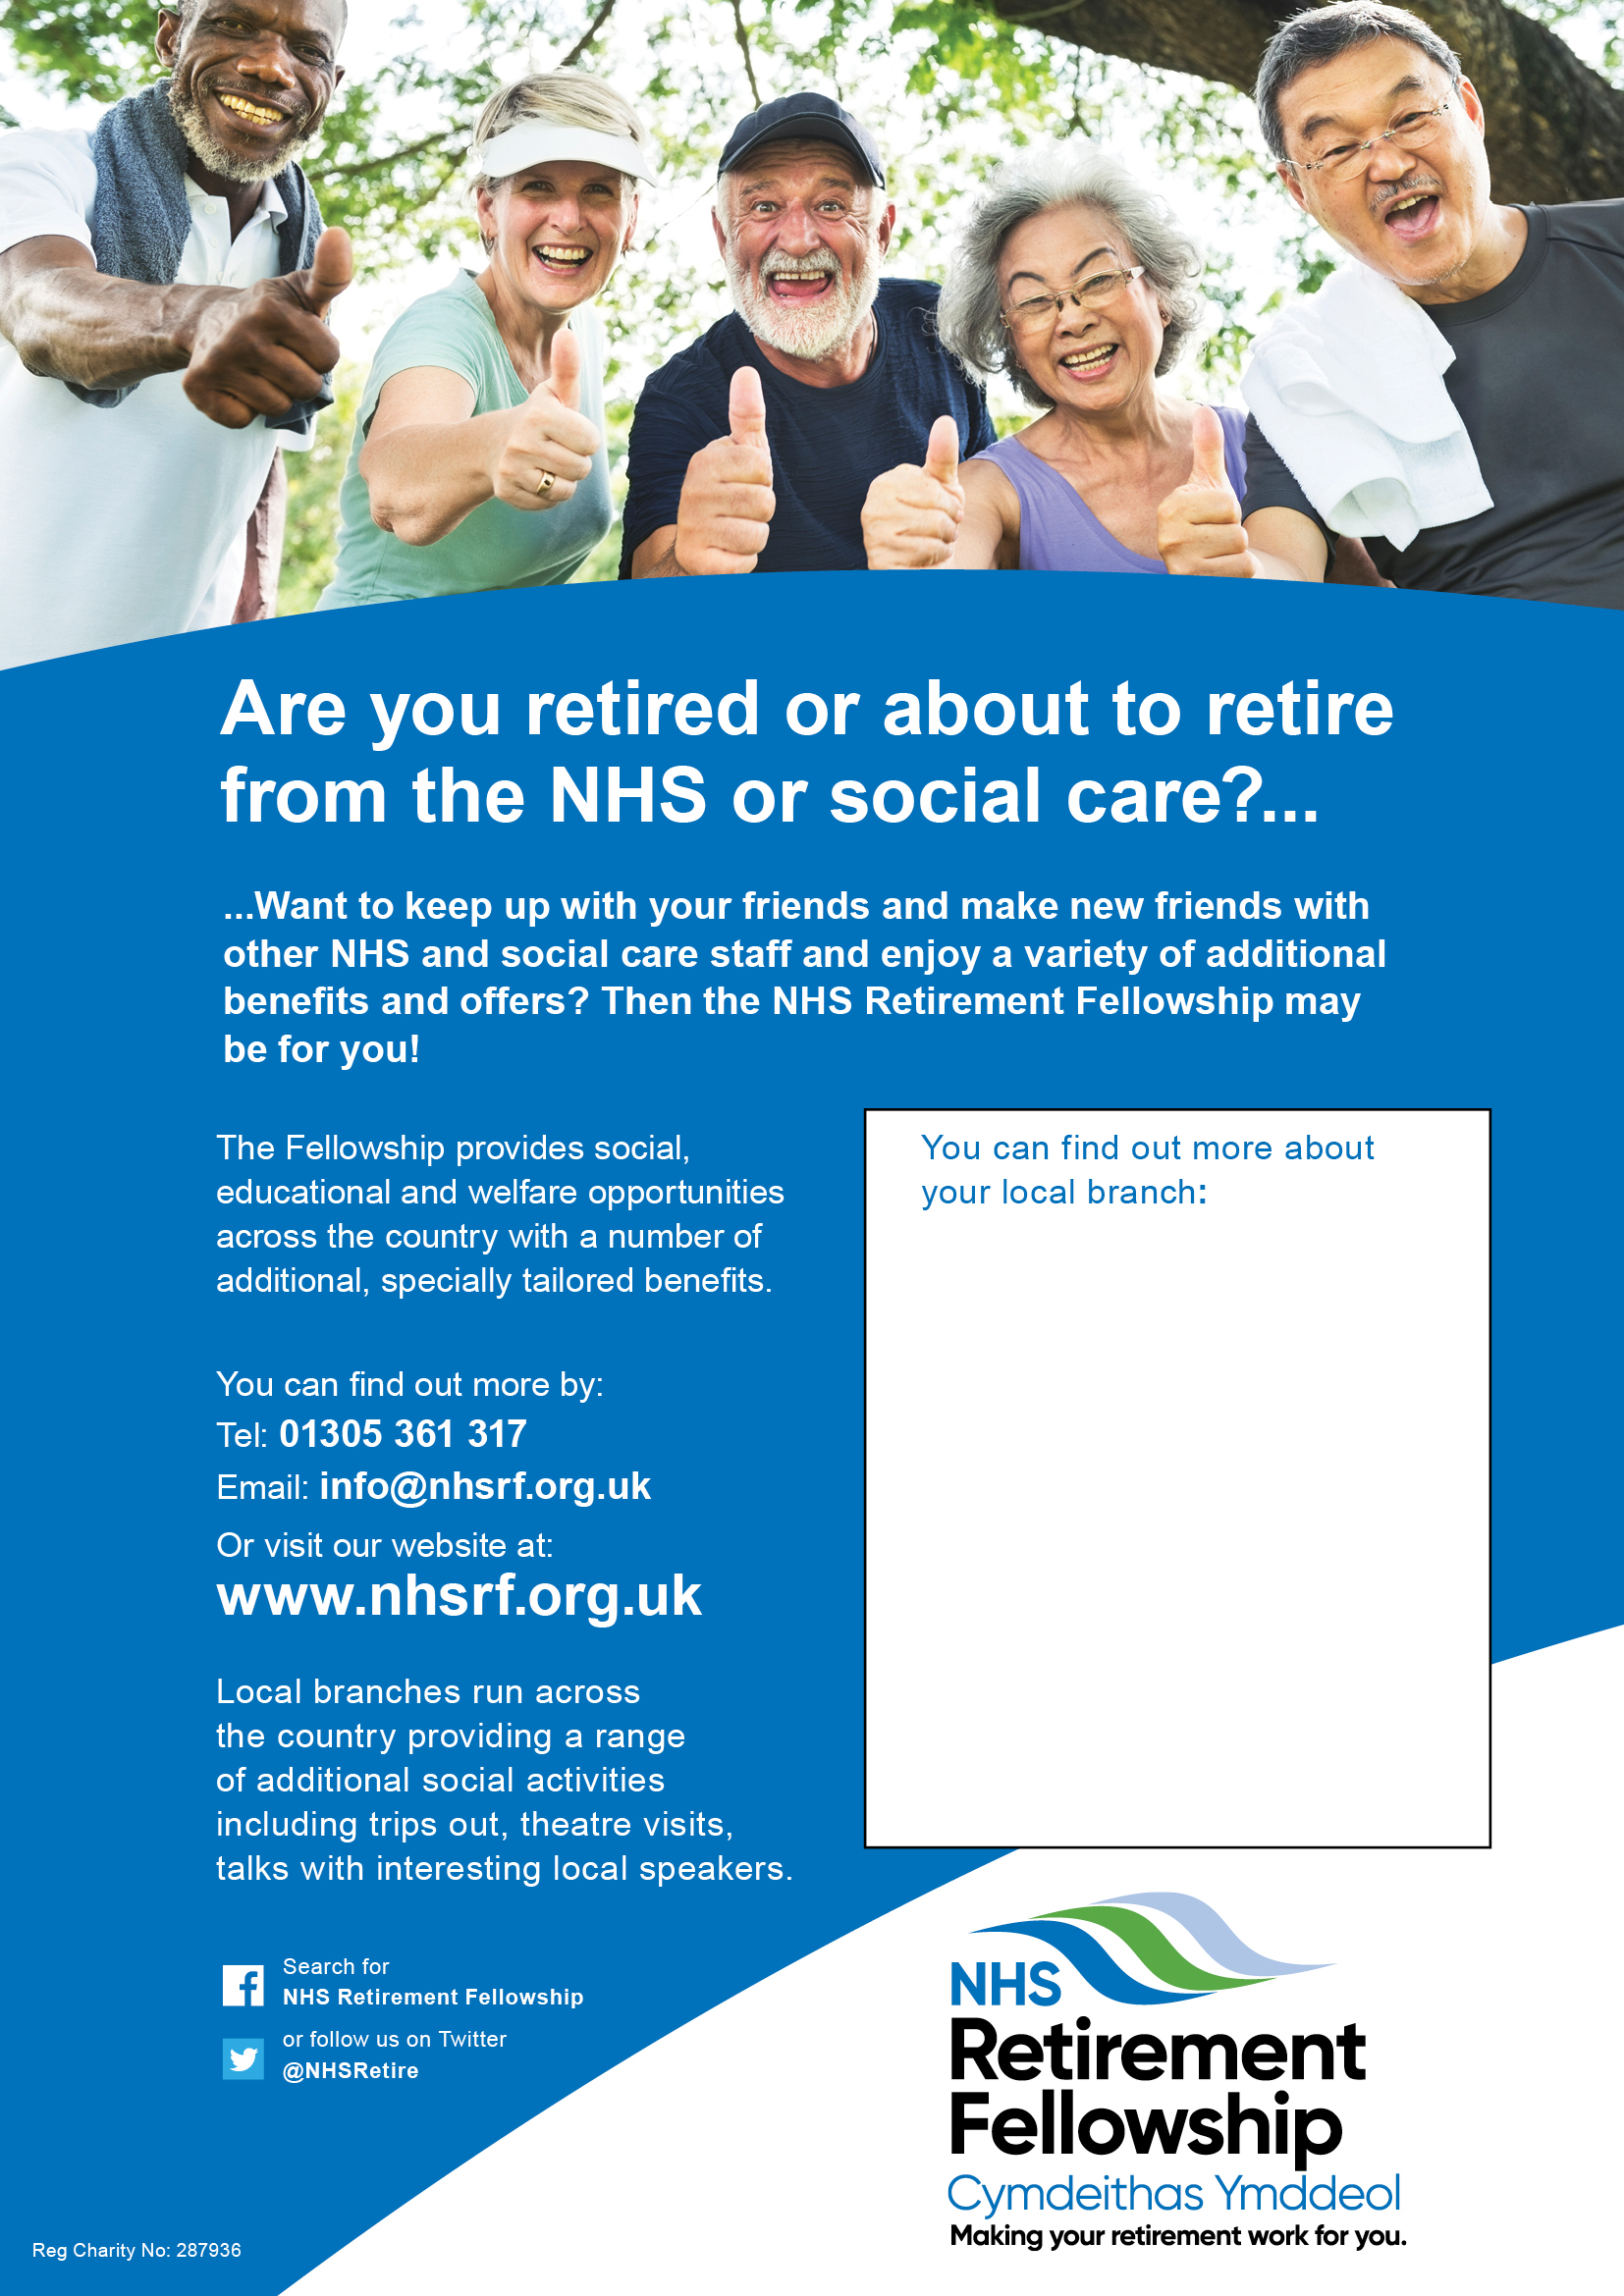 Are you retired or about to retire
from the NHS or social care?...
...Want to keep up with your friends and make new friends with
other NHS and social care staff and enjoy a variety of additional
benefits and offers? Then the NHS Retirement Fellowship may
be for you!
The Fellowship provides social,
educational and welfare opportunities
across the country with a number of
additional, specially tailored benefits.
You can find out more by:
Tel: 01305 361 317
Email: info@nhsrf.org.uk
Or visit our website at:
www.nhsrf.org.uk
Local branches run across
the country providing a range
of additional social activities
including trips out, theatre visits,
talks with interesting local speakers.
You can find out more about
your local branch:
Search for
NHS Retirement Fellowship
or follow us on Twitter
@NHSRetire
NHS
Retirement
Fellowship
Cymdeithas Ymddeol
Making your retirement work for you.
Reg Charity No: 287936